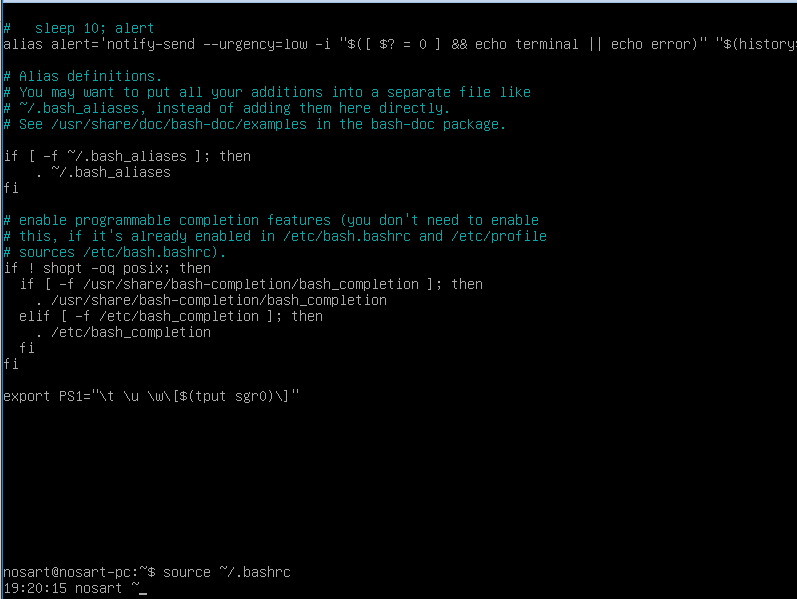 #   sleep 10; alert
alias alert='notify-send --urgency=low -i "$([ $? = 0 ] && echo terminal || echo error)" "$(history
# Alias definitions.
# You may want to put all your additions into a separate file like
# ~/.bash_aliases, instead of adding them here directly.
# See /usr/share/doc/bash-doc/examples in the bash-doc package.
if [ -f ~/.bash_aliases ]; then
    . ~/.bash_aliases
fi
# enable programmable completion features (you don't need to enable
# this, if it's already enabled in /etc/bash.bashrc and /etc/profile
# sources /etc/bash.bashrc).
if ! shopt -oq posix; then
  if [ -f /usr/share/bash-completion/bash_completion ]; then
    . /usr/share/bash-completion/bash_completion
  elif [ -f /etc/bash_completion ]; then
    . /etc/bash_completion
  fi
fi
export PS1="\t \u \w\[$(tput sgr0)\]"
nosart@nosart-pc:~$ source ~/.bashrc
19:20:15 nosart ~_